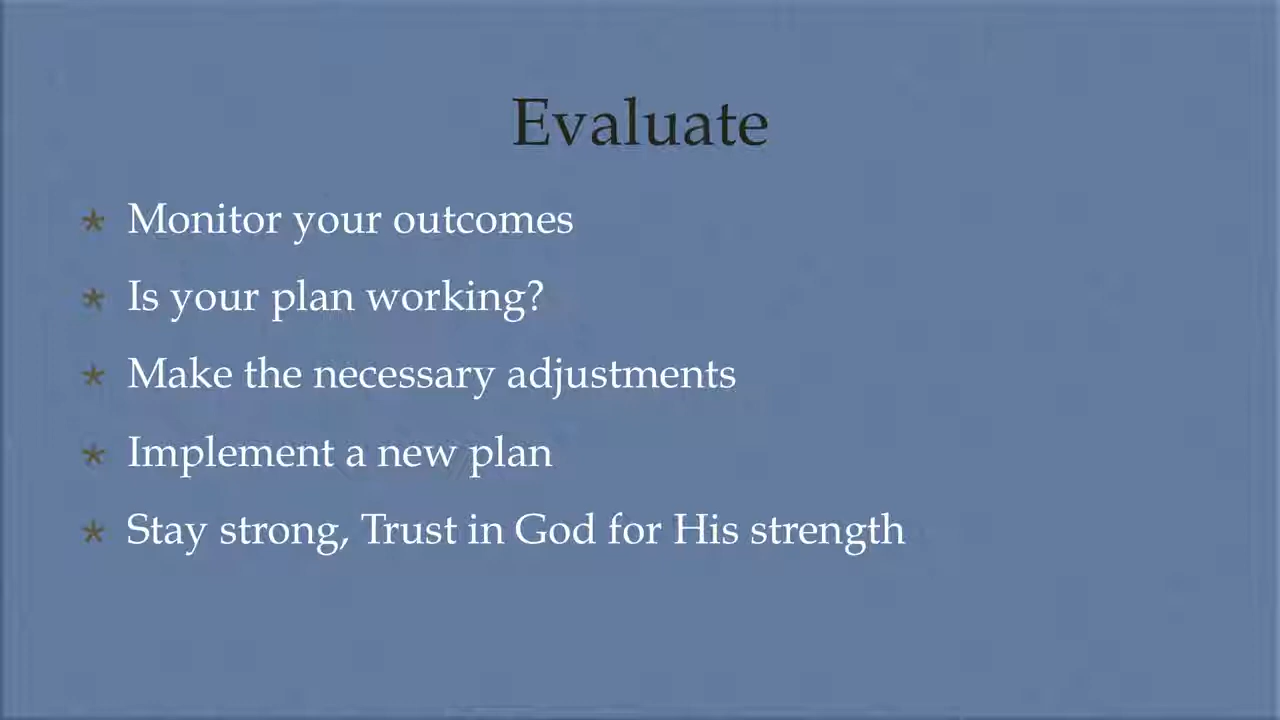 Evaluate
* Monitor your outcomes
* Is your plan working?
* Make the necessary adjustments
* Implement a new plan
* Stay strong, Trust in God for His strength